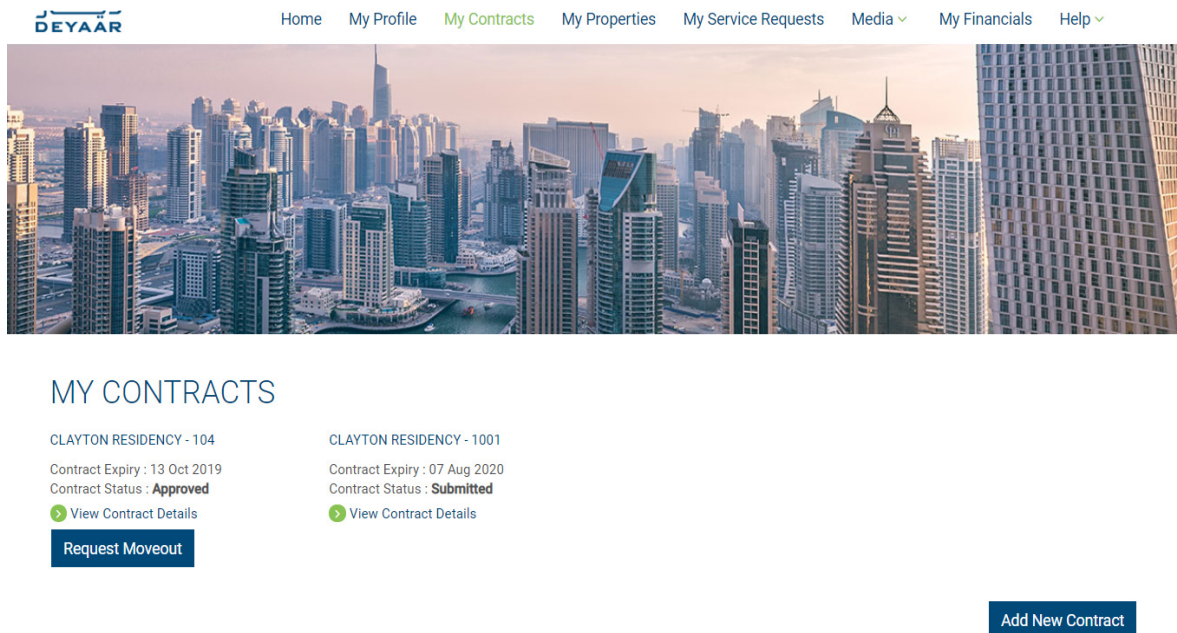 ديار
DEYAAR
Home My Profile My Contracts My Properties My Service Requests Media My Financials Help
MY CONTRACTS
CLAYTON RESIDENCY - 104
Contract Expiry : 13 Oct 2019
Contract Status : Approved
View Contract Details
Request Moveout
CLAYTON RESIDENCY - 1001
Contract Expiry : 07 Aug 2020
Contract Status : Submitted
View Contract Details
Add New Contract